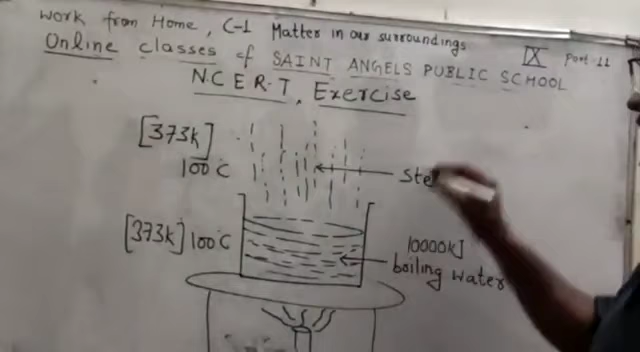 work from Home, C-1 Matter in our surroundings
Online classes of SAINT ANGELS PUBLIC SCHOOL
IX Part-11
N.C.E.R.T, Exercise
[373K]
100°C
[373K] 100°C
10000KJ
boiling water